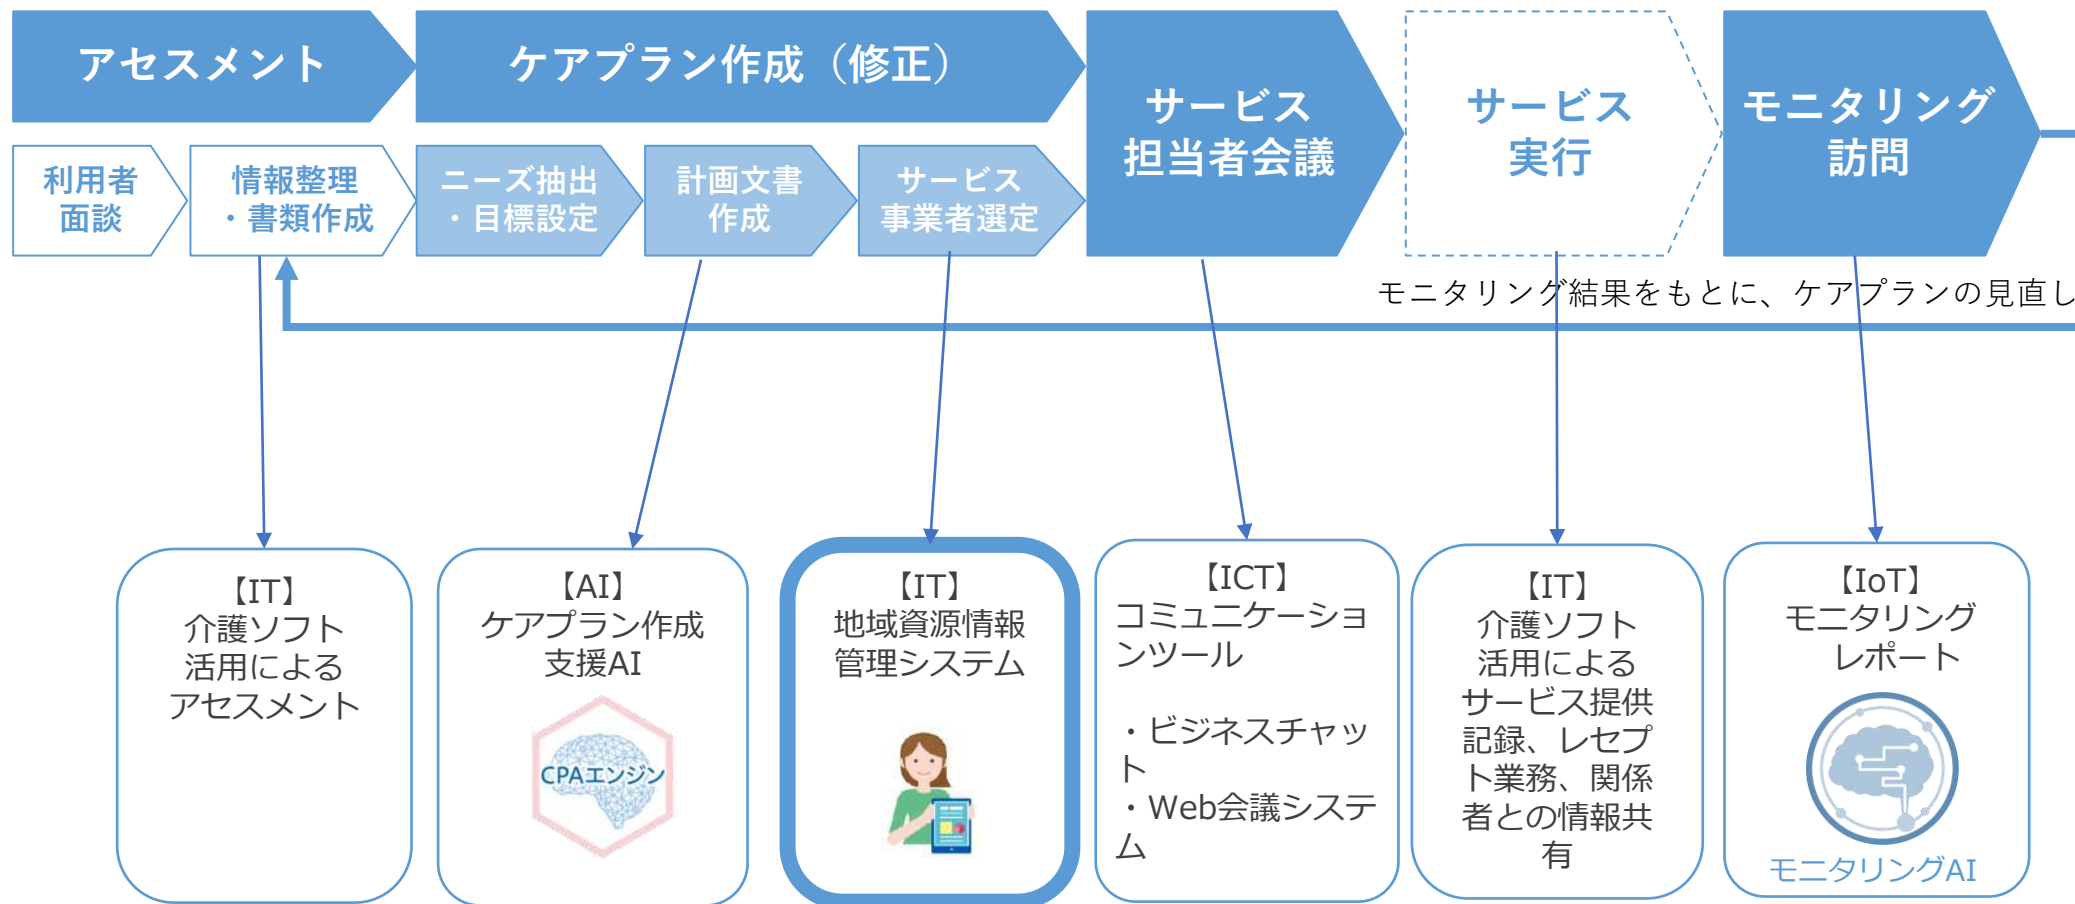 アセスメント
ケアプラン作成（修正）
サービス
担当者会議
サービス
実行
モニタリング
訪問
利用者
面談
情報整理
・書類作成
ニーズ抽出
・目標設定
計画文書
作成
サービス
事業者選定
モニタリング結果をもとに、ケアプランの見直し
【IT】
介護ソフト
活用による
アセスメント
【AI】
ケアプラン作成
支援AI
CPAエンジン
【IT】
地域資源情報
管理システム
【ICT】
コミュニケーショ
ンツール
・ビジネスチャッ
ト
・Web会議システ
ム
【IT】
介護ソフト
活用による
サービス提供
記録、レセプ
ト業務、関係
者との情報共
有
【IoT】
モニタリング
レポート
モニタリングAI